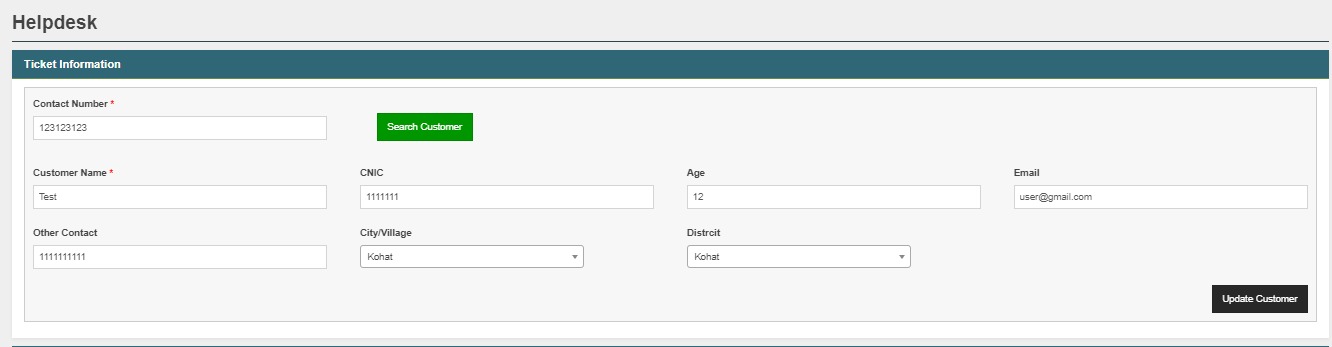 Helpdesk
Ticket Information
Contact Number *
123123123
Search Customer
Customer Name * CNIC Age Email
Test 1111111 12 user@gmail.com
Other Contact City/Village Distrcit
1111111111 Kohat Kohat
Update Customer